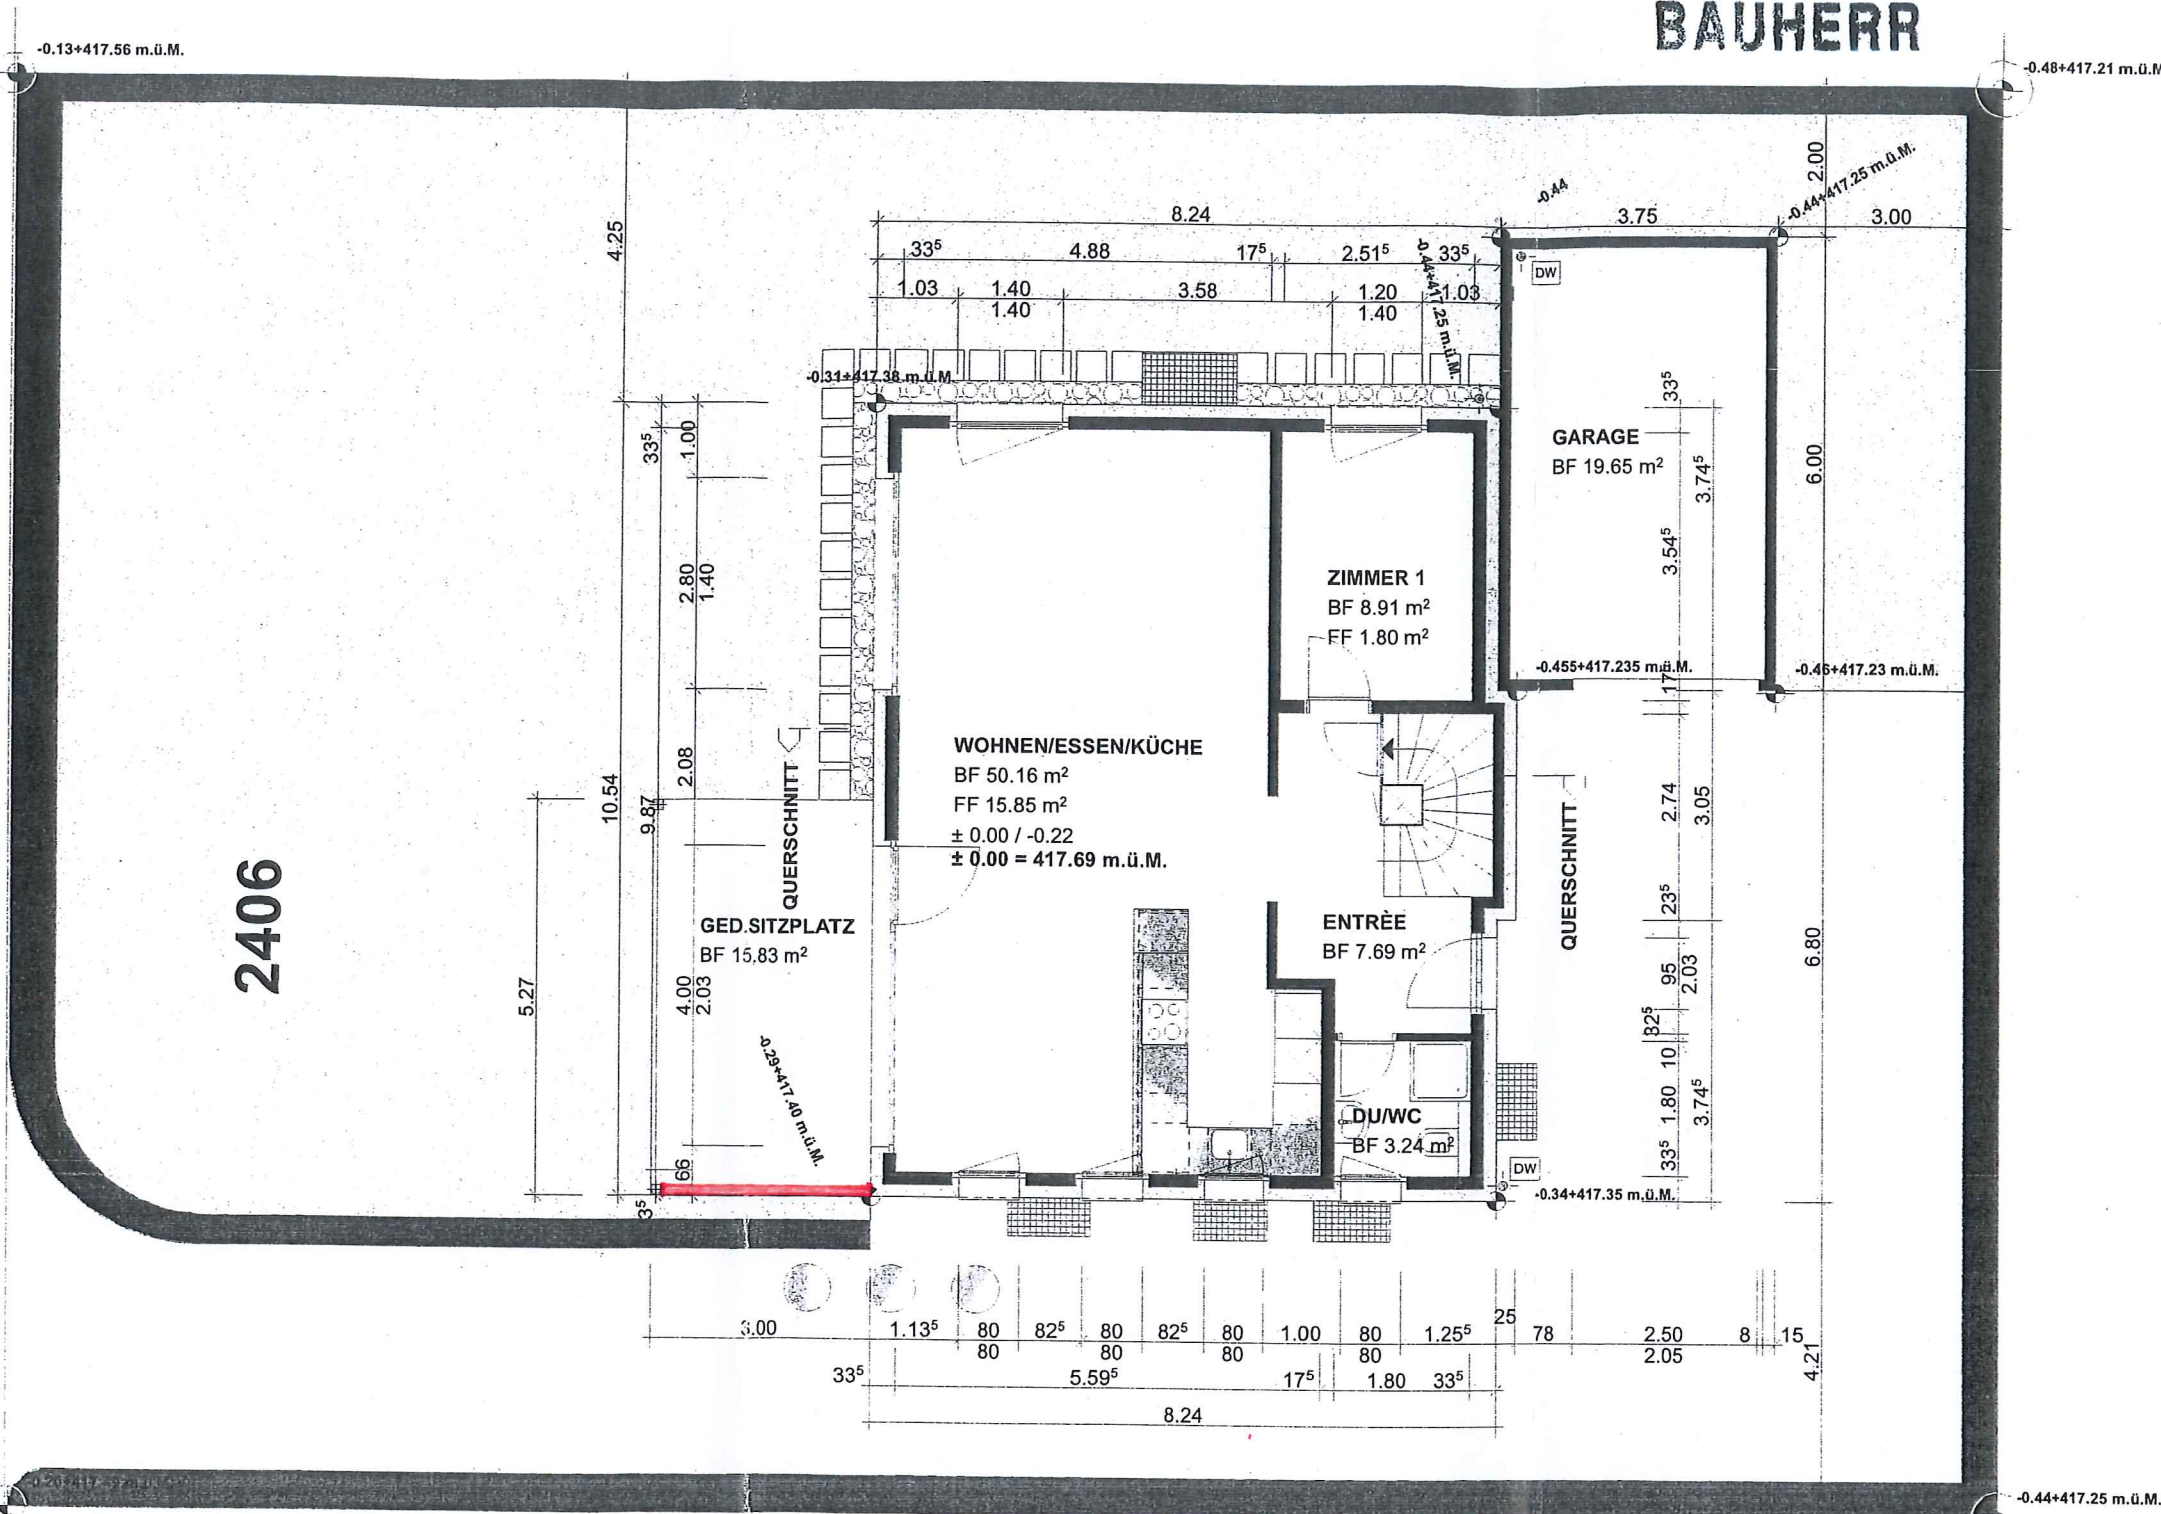 BAUHERR
-0.13+417.56 m.ü.M.
-0.48+417.21 m.ü.M
2.00
-0.44
-0.44+417.25 m.ü.M.
8.24
3.75
3.00
4.25
33⁵
4.88
17⁵
2.51⁵
33⁵
-0.44+417.25 m.ü.M.
DW
1.03
1.40
3.58
1.20
1.03
1.40
1.40
-0.31+417.38 m.ü.M.
33⁵
33⁵
1.00
GARAGE
BF 19.65 m²
3.74⁵
6.00
3.54⁵
2.80
1.40
ZIMMER 1
BF 8.91 m²
FF 1.80 m²
-0.455+417.235 m.ü.M.
17
-0.46+417.23 m.ü.M.
WOHNEN/ESSEN/KÜCHE
BF 50.16 m²
FF 15.85 m²
± 0.00 / -0.22
± 0.00 = 417.69 m.ü.M.
2.08
10.54
9.87
QUERSCHNITT
2.74
3.05
QUERSCHNITT
2406
GED.SITZPLATZ
BF 15.83 m²
ENTRÈE
BF 7.69 m²
23⁵
6.80
5.27
4.00
2.03
95
2.03
32⁵
10
-0.29+417.40 m.ü.M.
DU/WC
BF 3.24 m²
1.80
3.74⁵
66
33⁵
DW
3⁵
-0.34+417.35 m.ü.M.
3.00
1.13⁵
80
82⁵
80
82⁵
80
1.00
80
1.25⁵
25
78
2.50
8
15
80
80
80
80
2.05
4.21
33⁵
5.59⁵
17⁵
1.80
33⁵
8.24
-0.44+417.25 m.ü.M.